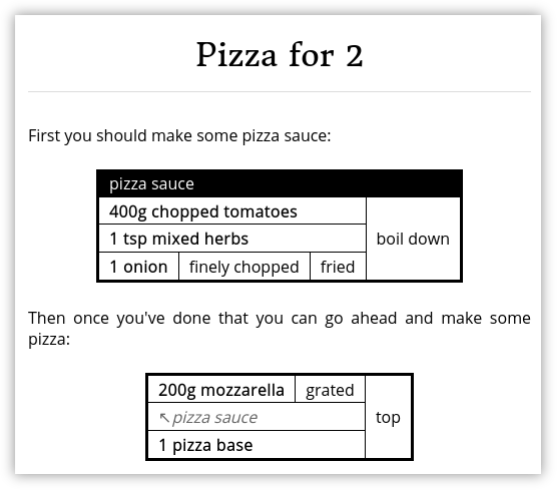 Pizza for 2
First you should make some pizza sauce:
pizza sauce
400g chopped tomatoes
1 tsp mixed herbs
boil down
1 onion finely chopped fried
Then once you've done that you can go ahead and make some
pizza:
200g mozzarella grated
↖pizza sauce
top
1 pizza base